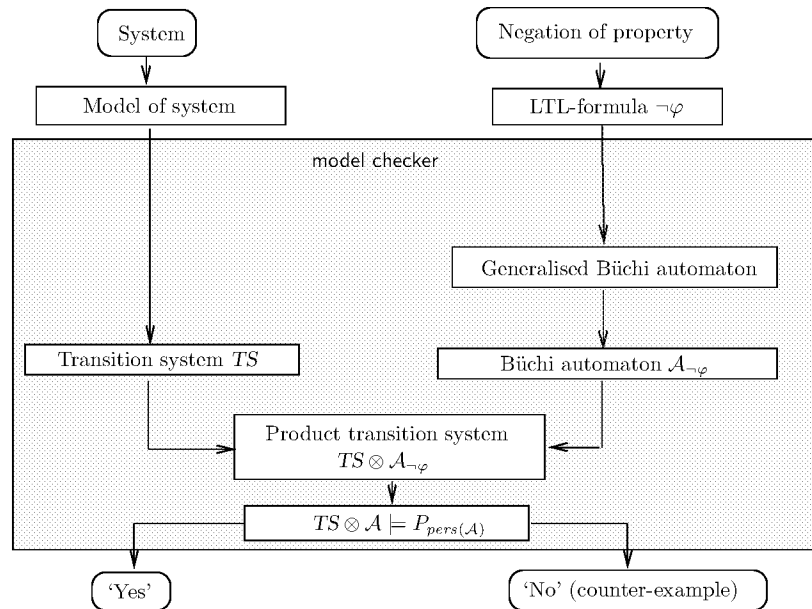 System
Negation of property
Model of system
LTL-formula ¬φ
model checker
Generalised Büchi automaton
Transition system TS
Büchi automaton 𝒜¬φ
Product transition system
TS ⊗ 𝒜¬φ
TS ⊗ 𝒜 ⊨ Ppers(𝒜)
‘Yes’
‘No’ (counter-example)